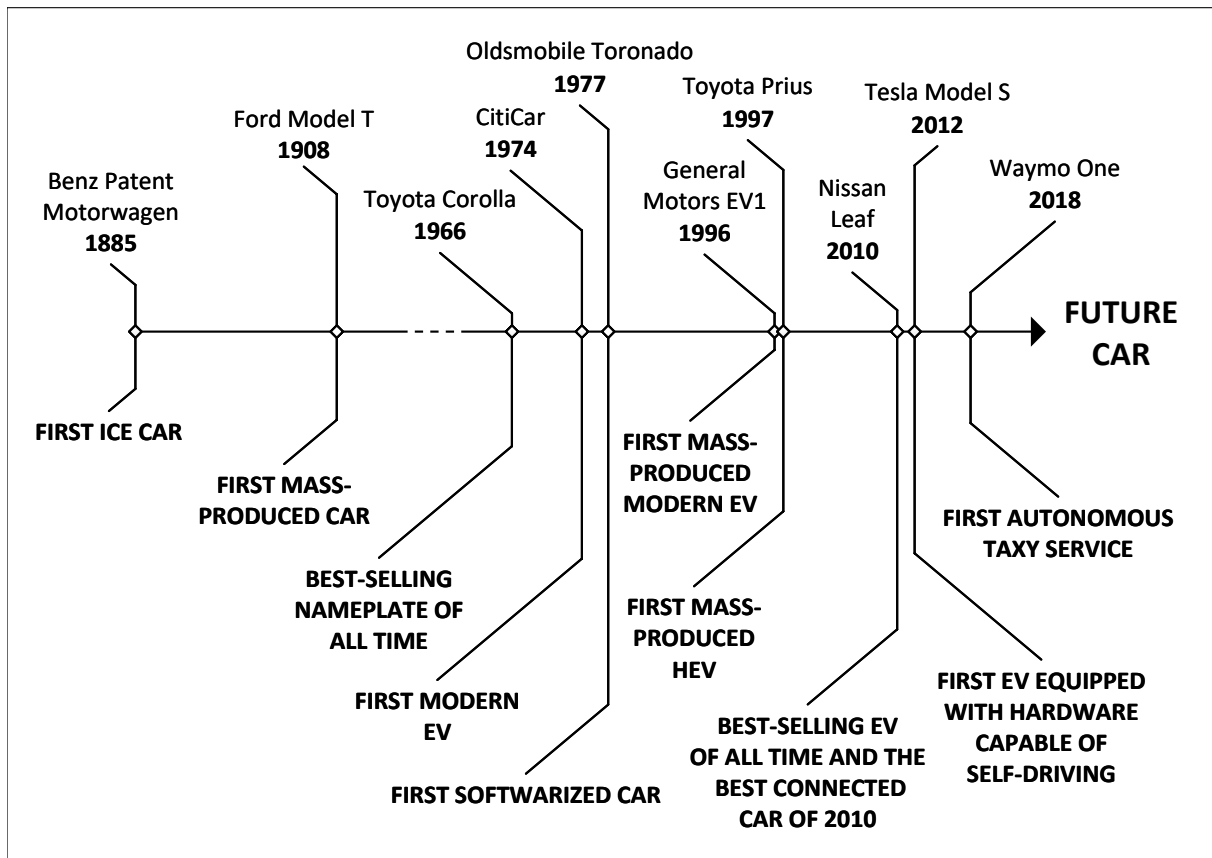 Benz Patent
Motorwagen
1885
Ford Model T
1908
Toyota Corolla
1966
CitiCar
1974
Oldsmobile Toronado
1977
General
Motors EV1
1996
Toyota Prius
1997
Nissan
Leaf
2010
Tesla Model S
2012
Waymo One
2018
FUTURE
CAR
FIRST ICE CAR
FIRST MASS-
PRODUCED CAR
BEST-SELLING
NAMEPLATE OF
ALL TIME
FIRST MODERN
EV
FIRST SOFTWARIZED CAR
FIRST MASS-
PRODUCED
MODERN EV
FIRST MASS-
PRODUCED
HEV
BEST-SELLING EV
OF ALL TIME AND THE
BEST CONNECTED
CAR OF 2010
FIRST EV EQUIPPED
WITH HARDWARE
CAPABLE OF
SELF-DRIVING
FIRST AUTONOMOUS
TAXY SERVICE